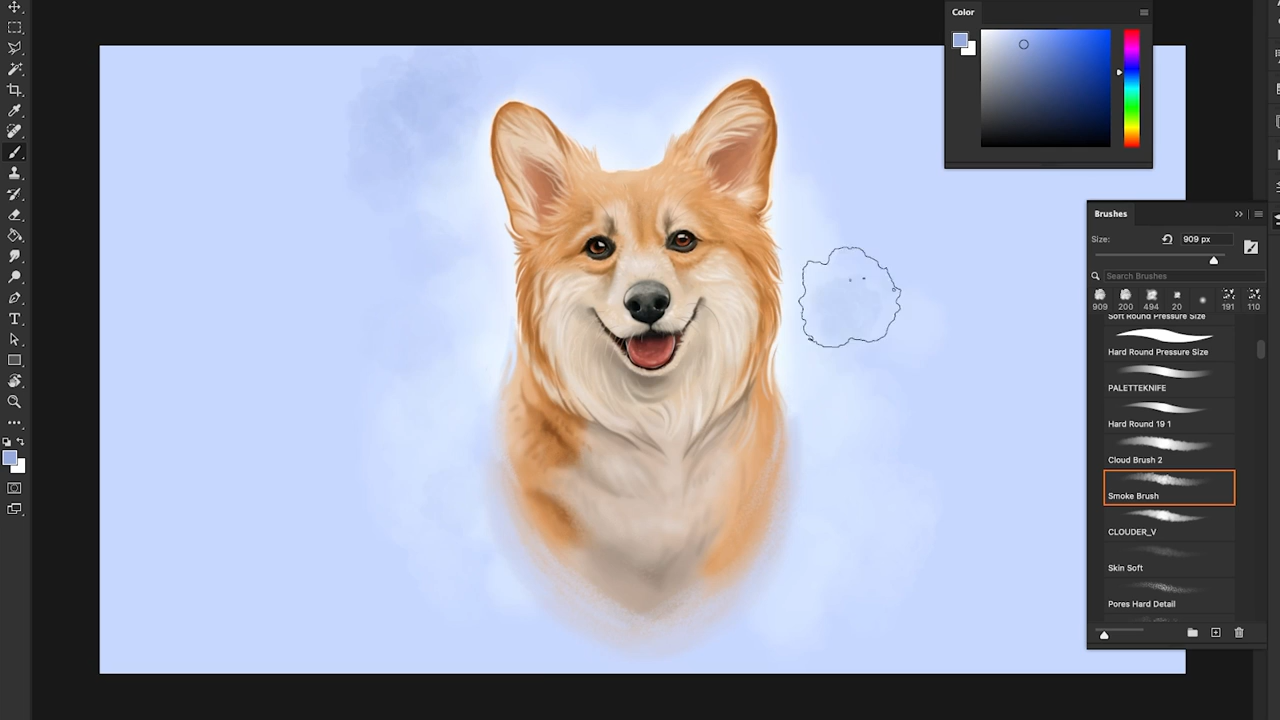 Color
Brushes
Size:
909 px
Search Brushes
909 200 494 20 191 110
Soft Round Pressure Size
Hard Round Pressure Size
PALETTEKNIFE
Hard Round 19 1
Cloud Brush 2
Smoke Brush
CLOUDER_V
Skin Soft
Pores Hard Detail